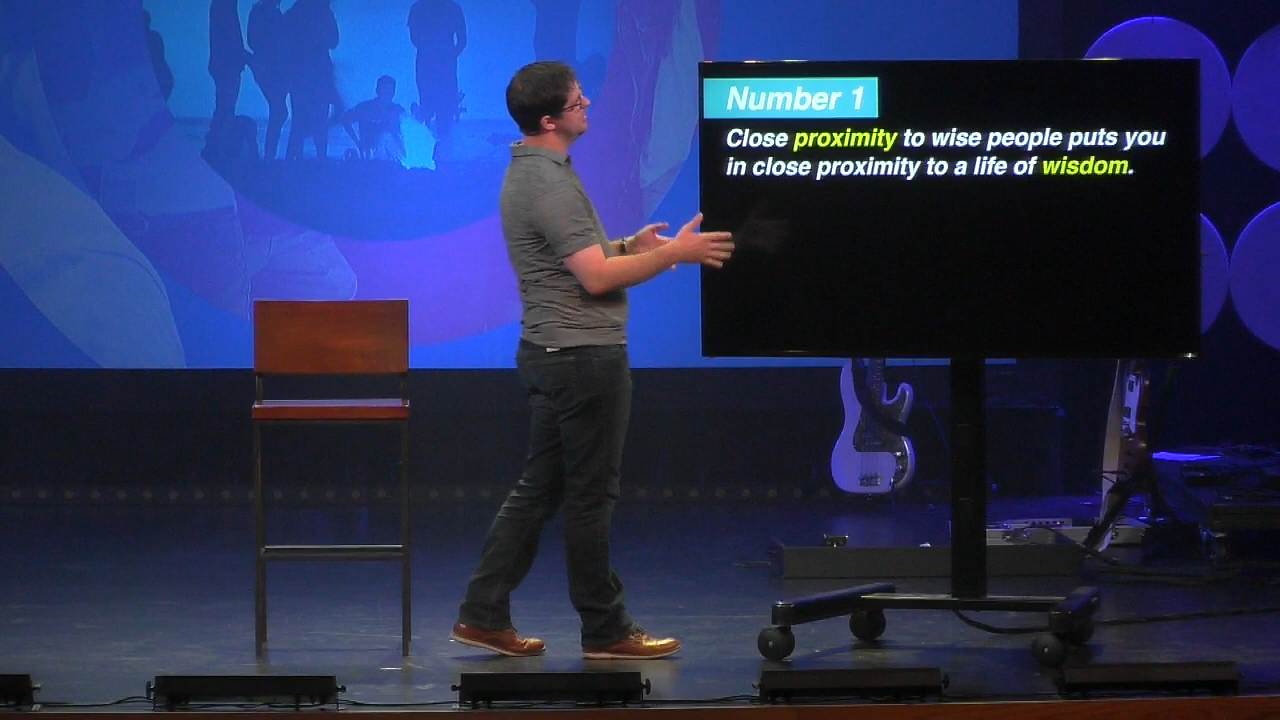 Number 1
Close proximity to wise people puts you
in close proximity to a life of wisdom.